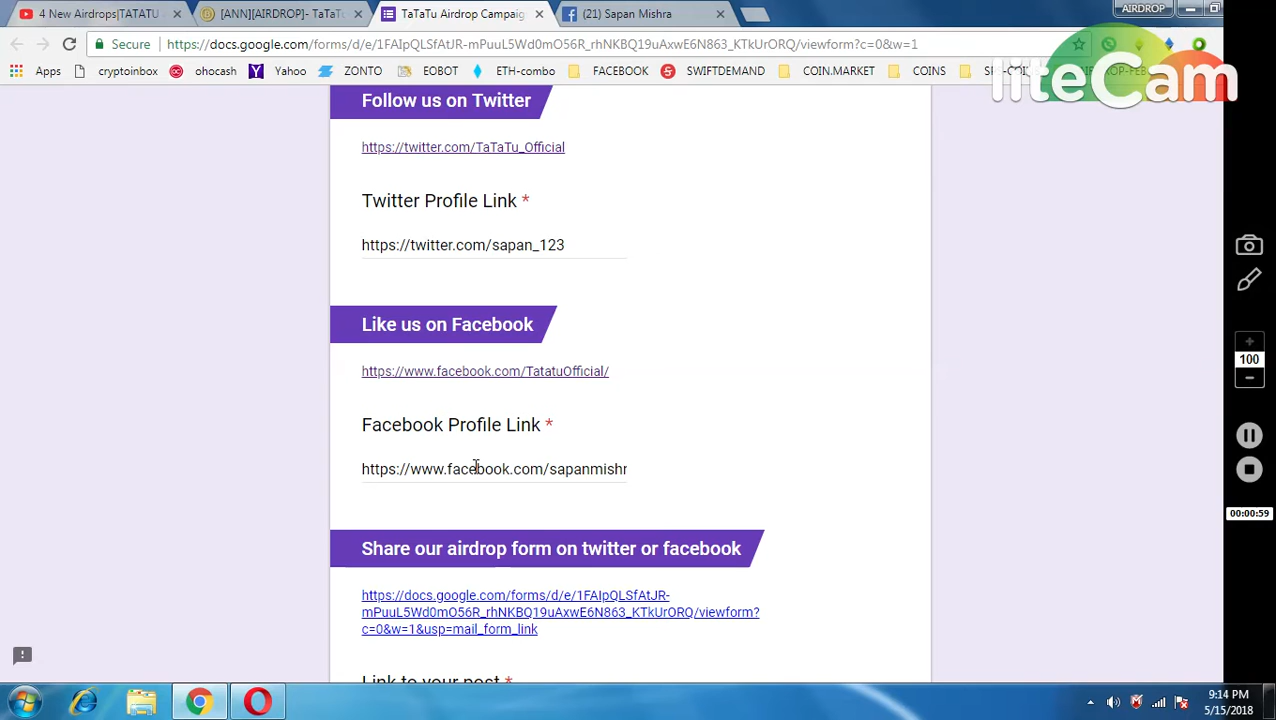 4 New Airdrops|TATATU A
[ANN][AIRDROP]- TaTaTu
TaTaTu Airdrop Campaig
(21) Sapan Mishra
AIRDROP
Secure
https://docs.google.com/forms/d/e/1FAIpQLSfAtJR-mPuuL5Wd0mO56R_rhNKBQ19uAxwE6N863_KTkUrORQ/viewform?c=0&w=1
Apps
cryptoinbox
ohocash
Yahoo
ETH-combo
FACEBOOK
SWIFTDEMAND
COIN.MARKET
COINS
liteCam
Follow us on Twitter
https://twitter.com/TaTaTu_Official
Twitter Profile Link *
https://twitter.com/sapan_123
Like us on Facebook
https://www.facebook.com/TatatuOfficial/
Facebook Profile Link *
https://www.facebook.com/sapanmishr
Share our airdrop form on twitter or facebook
https://docs.google.com/forms/d/e/1FAIpQLSfAtJR-
mPuuL5Wd0mO56R_rhNKBQ19uAxwE6N863_KTkUrORQ/viewform?
c=0&w=1&usp=mail_form_link
Link to your post *
100
00:00:59
9:14 PM
5/15/2018